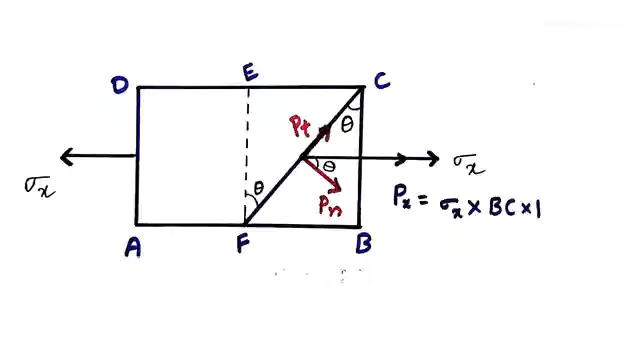 D E C
Pt θ
σx θ θ σx
Pn Px = σx × BC × 1
A F B